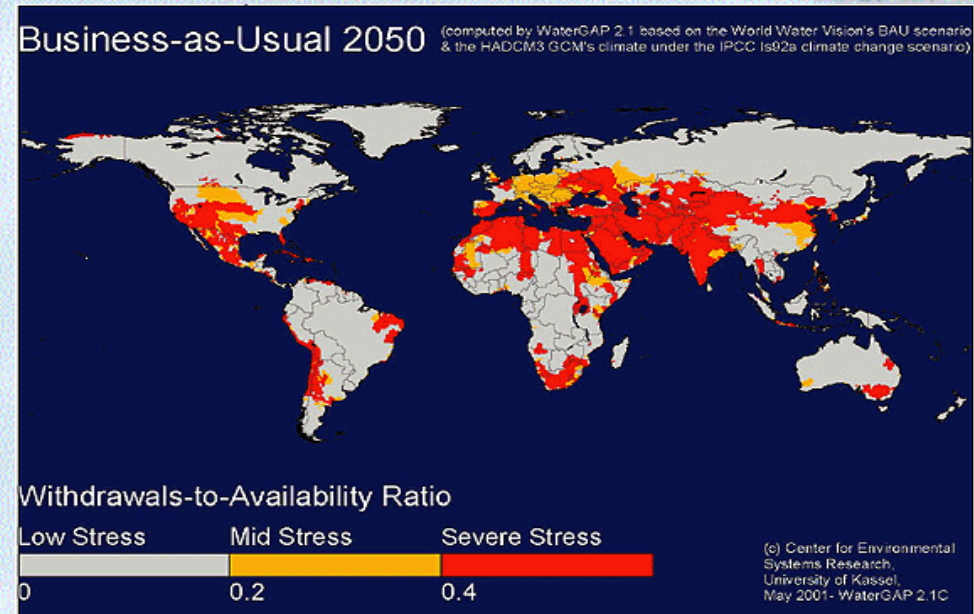 Business-as-Usual 2050
(computed by WaterGAP 2.1 based on the World Water Vision's BAU scenario
& the HADCM3 GCM's climate under the IPCC Is92a climate change scenario)
Withdrawals-to-Availability Ratio
Low Stress Mid Stress Severe Stress
0 0.2 0.4
(c) Center for Environmental
Systems Research,
University of Kassel,
May 2001- WaterGAP 2.1C